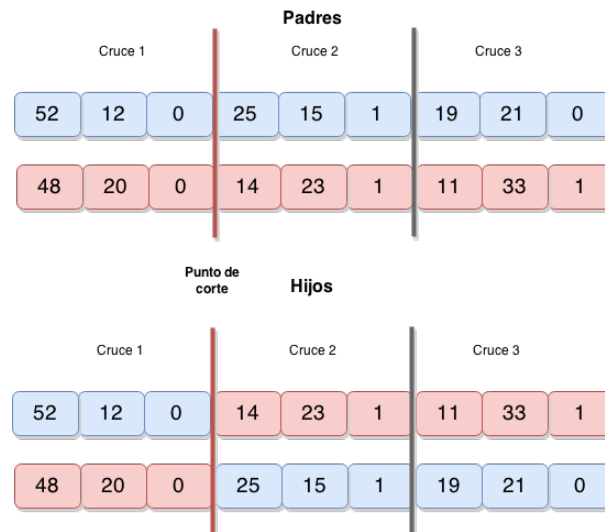 Padres
Cruce 1 Cruce 2 Cruce 3
52 12 0 25 15 1 19 21 0
48 20 0 14 23 1 11 33 1
Punto de
corte
Hijos
Cruce 1 Cruce 2 Cruce 3
52 12 0 14 23 1 11 33 1
48 20 0 25 15 1 19 21 0